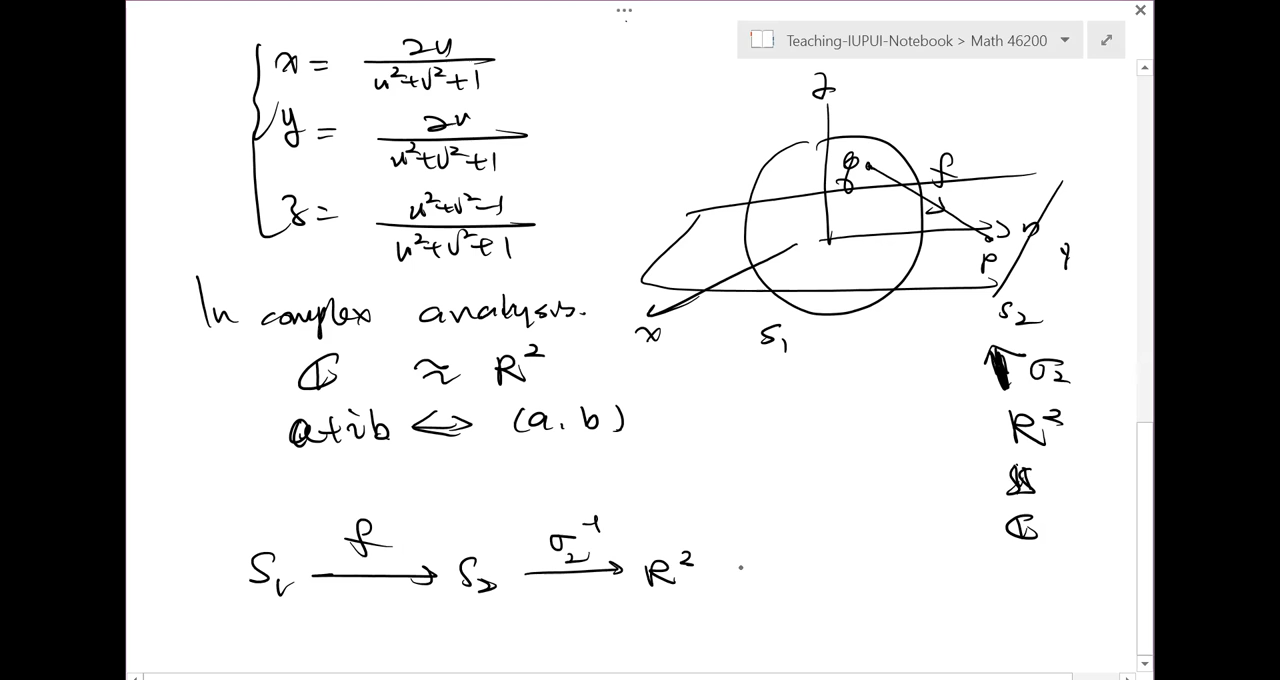 Teaching-IUPUI-Notebook > Math 46200
x = 2u / u²+v²+1
y = 2v / u²+v²+1
z = u²+v²-1 / u²+v²+1
In complex analysis.
ℂ ≈ R²
a+ib ⟺ (a, b)
S₁ —f→ S₂ —σ₂⁻¹→ R²
z
q
f
p
y
x
S₁
S₂
↑ σ₂
R²
ℂ